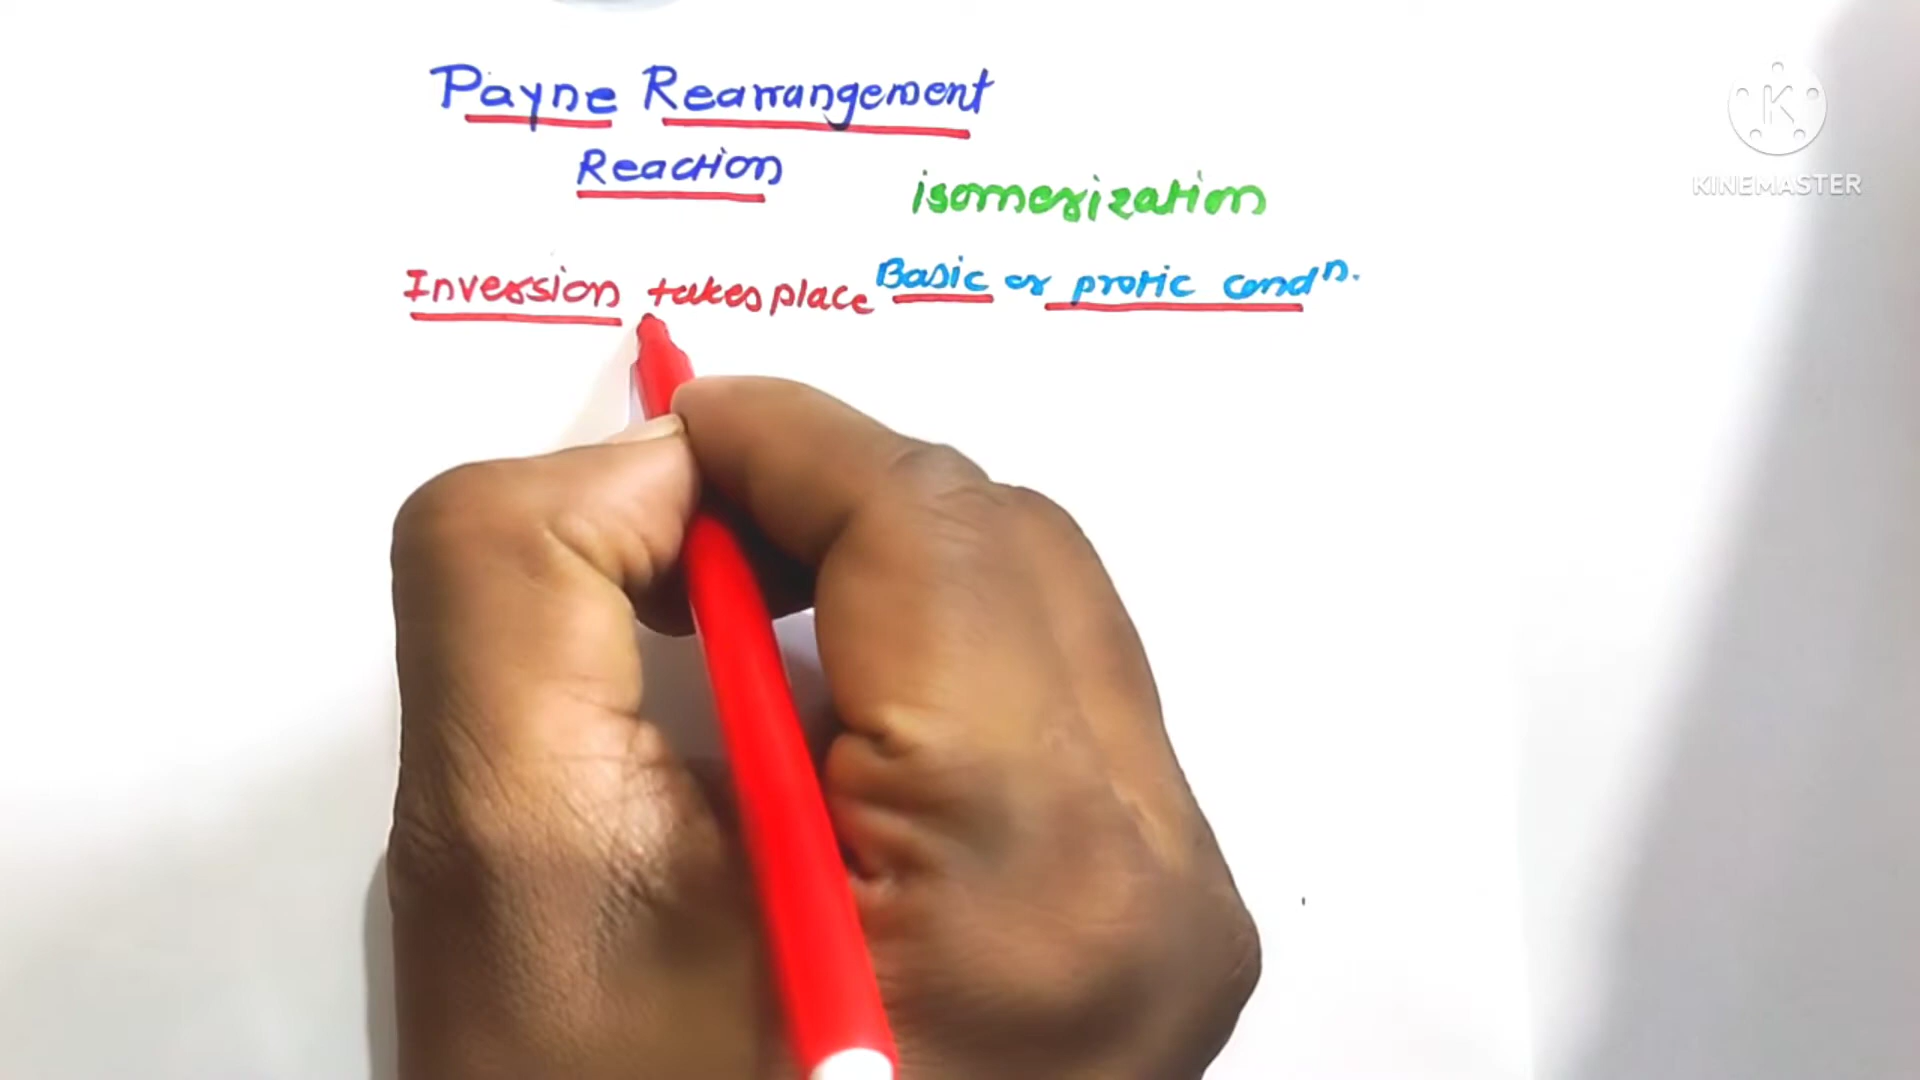 Payne Rearrangement
Reaction
isomerization
Inversion takes place Basic or protic condn.
K
KINEMASTER